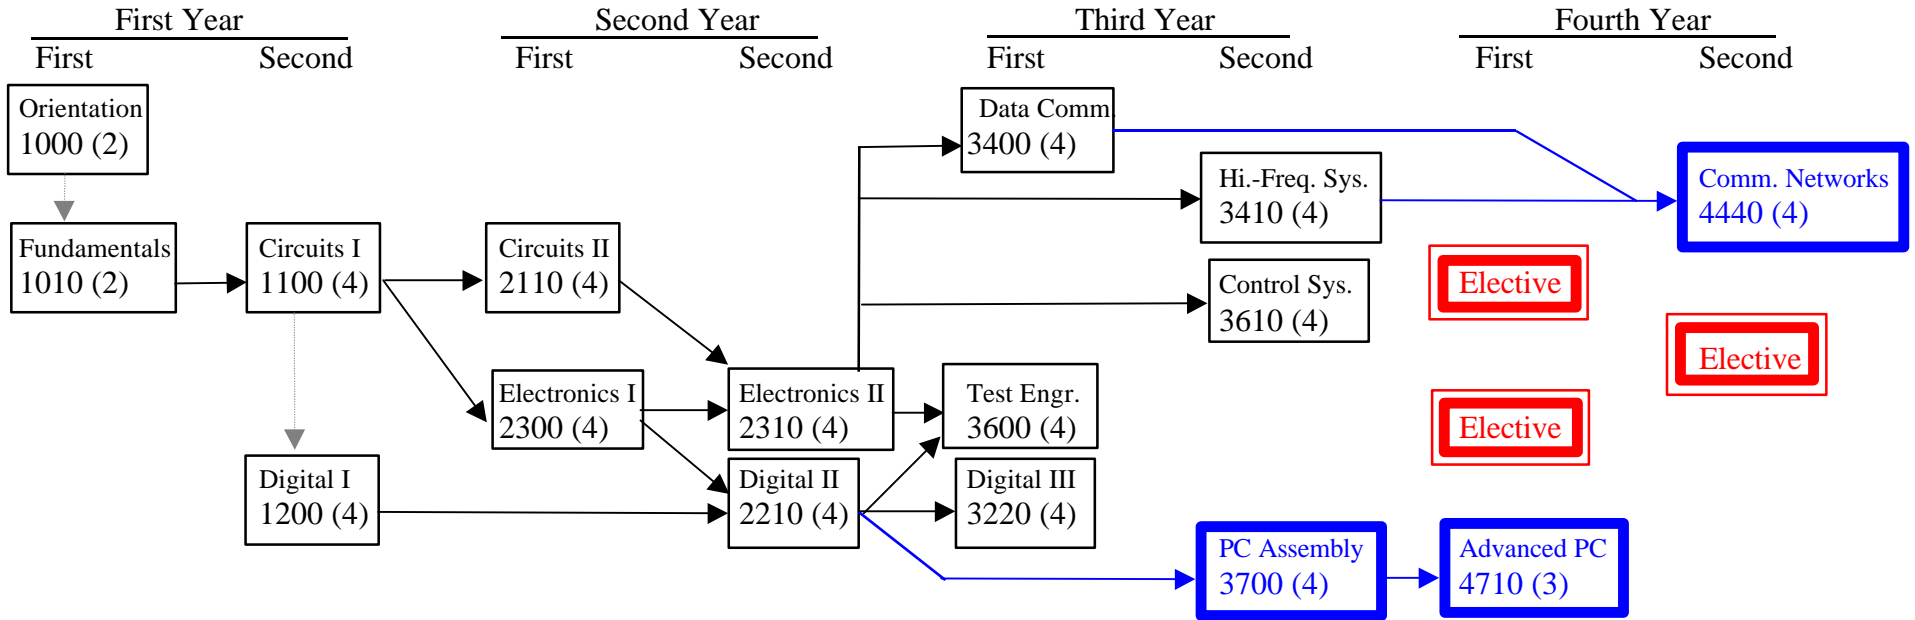 First Year Second Year Third Year Fourth Year
First Second First Second First Second First Second
Orientation
1000 (2)
Fundamentals
1010 (2)
Circuits I
1100 (4)
Digital I
1200 (4)
Circuits II
2110 (4)
Electronics I
2300 (4)
Electronics II
2310 (4)
Digital II
2210 (4)
Data Comm.
3400 (4)
Test Engr.
3600 (4)
Digital III
3220 (4)
Hi.-Freq. Sys.
3410 (4)
Control Sys.
3610 (4)
PC Assembly
3700 (4)
Elective
Elective
Advanced PC
4710 (3)
Comm. Networks
4440 (4)
Elective